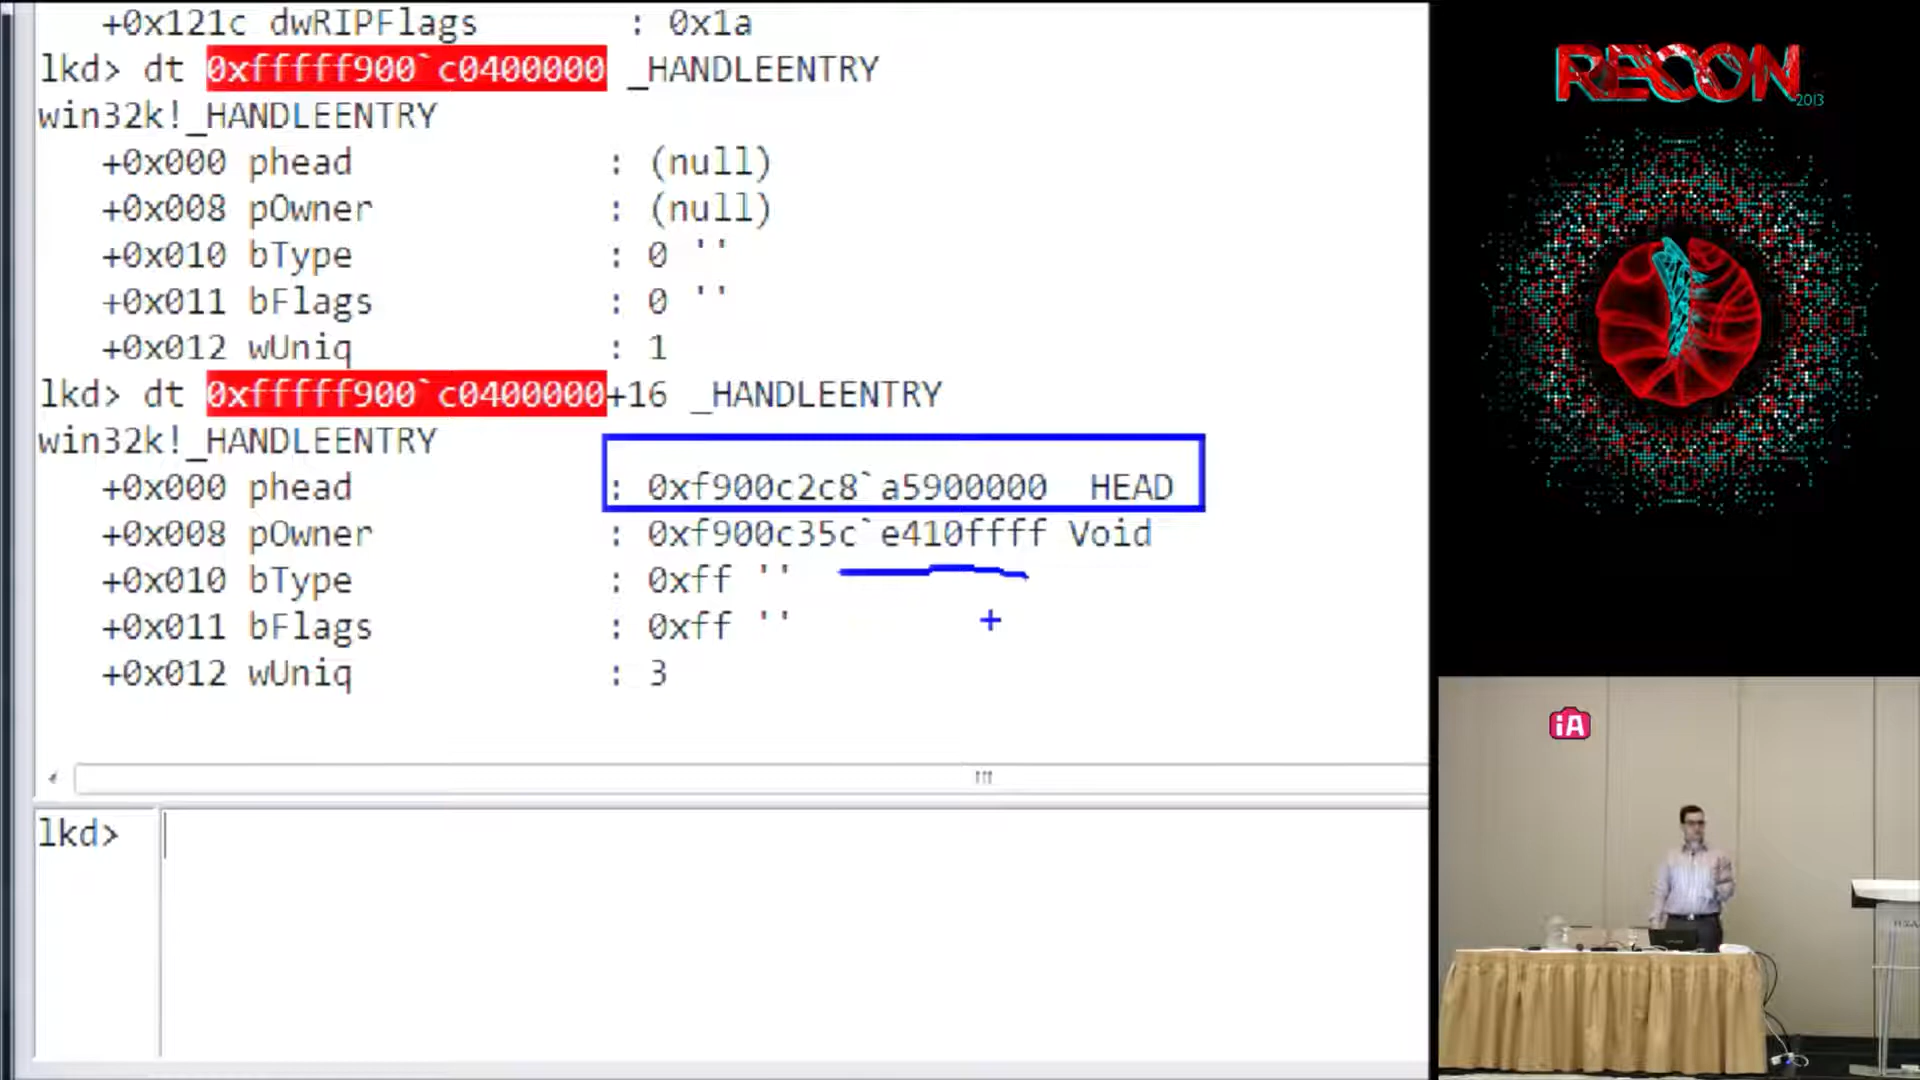 +0x121c dwRIPFlags : 0x1a
lkd> dt 0xfffff900`c0400000 _HANDLEENTRY
win32k!_HANDLEENTRY
+0x000 phead : (null)
+0x008 pOwner : (null)
+0x010 bType : 0 ''
+0x011 bFlags : 0 ''
+0x012 wUniq : 1
lkd> dt 0xfffff900`c0400000+16 _HANDLEENTRY
win32k!_HANDLEENTRY
+0x000 phead : 0xf900c2c8`a5900000 _HEAD
+0x008 pOwner : 0xf900c35c`e410ffff Void
+0x010 bType : 0xff ''
+0x011 bFlags : 0xff ''
+0x012 wUniq : 3
lkd>
RECON
2013
iA